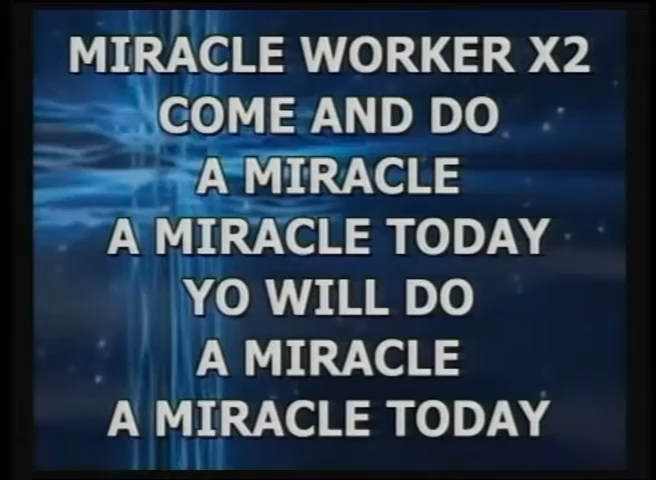 MIRACLE WORKER X2
COME AND DO
A MIRACLE
A MIRACLE TODAY
YO WILL DO
A MIRACLE
A MIRACLE TODAY